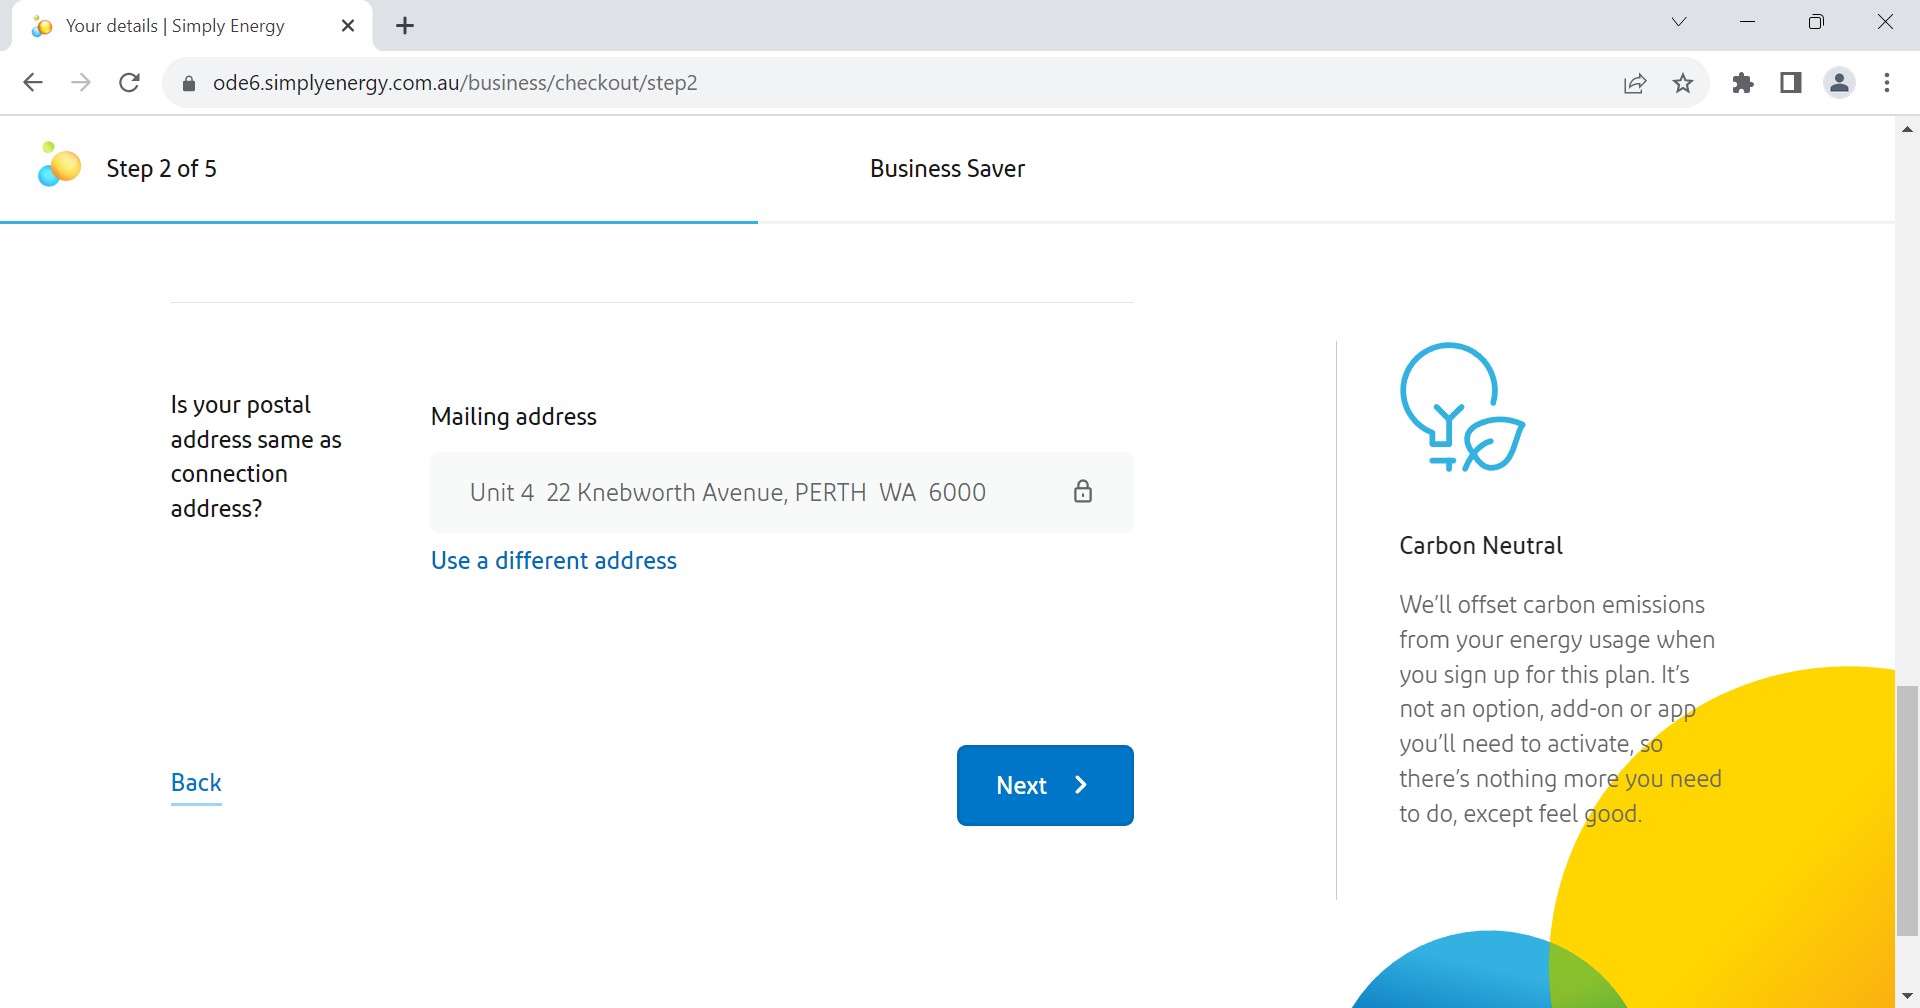 Your details | Simply Energy
ode6.simplyenergy.com.au/business/checkout/step2
Step 2 of 5
Business Saver
Is your postal
address same as
connection
address?
Mailing address
Unit 4 22 Knebworth Avenue, PERTH WA 6000
Use a different address
Back
Next
Carbon Neutral
We'll offset carbon emissions
from your energy usage when
you sign up for this plan. It's
not an option, add-on or app
you'll need to activate, so
there's nothing more you need
to do, except feel good.